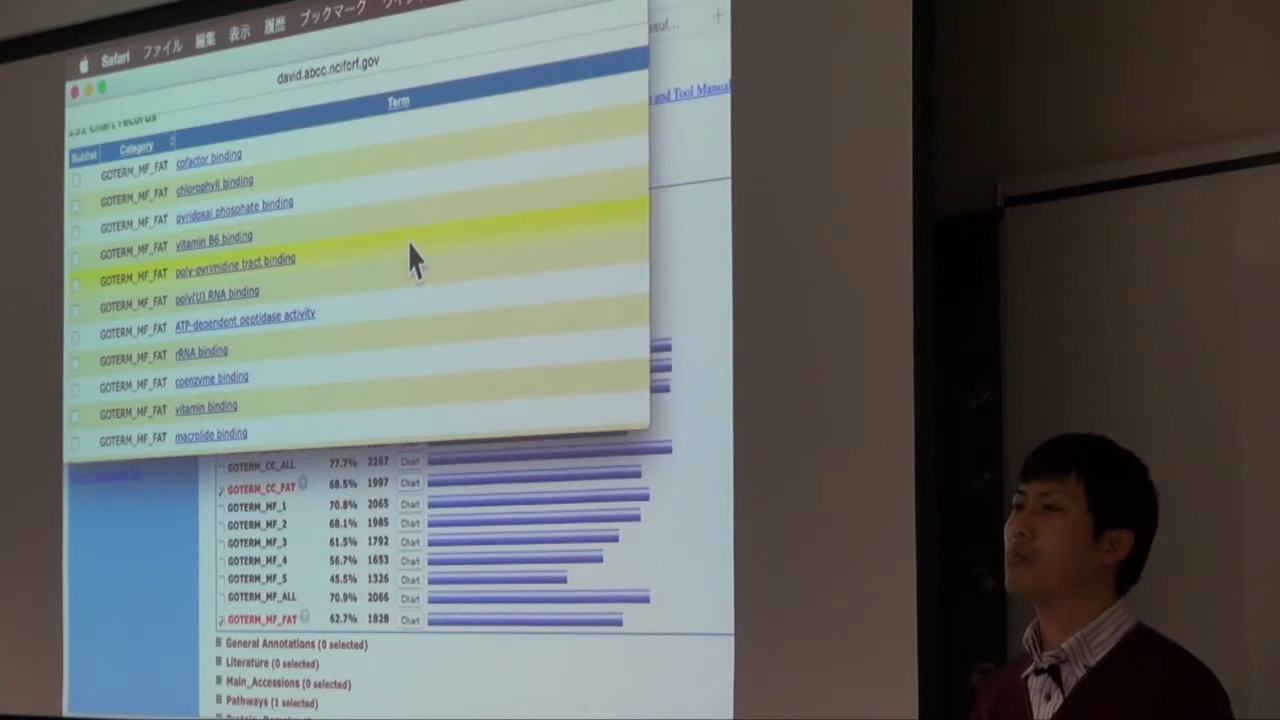 Safari ファイル 編集 表示 履歴 ブックマーク
david.abcc.ncifcrf.gov
chart records
Sublist Category Term
GOTERM_MF_FAT cofactor binding
GOTERM_MF_FAT chlorophyll binding
GOTERM_MF_FAT pyridoxal phosphate binding
GOTERM_MF_FAT vitamin B6 binding
GOTERM_MF_FAT poly-pyrimidine tract binding
GOTERM_MF_FAT poly(U) RNA binding
GOTERM_MF_FAT ATP-dependent peptidase activity
GOTERM_MF_FAT rRNA binding
GOTERM_MF_FAT coenzyme binding
GOTERM_MF_FAT vitamin binding
GOTERM_MF_FAT macrolide binding
and Tool Manual
GOTERM_CC_ALL 77.7% 2267 Chart
GOTERM_CC_FAT 68.5% 1997 Chart
GOTERM_MF_1 70.8% 2065 Chart
GOTERM_MF_2 68.1% 1985 Chart
GOTERM_MF_3 61.5% 1792 Chart
GOTERM_MF_4 56.7% 1653 Chart
GOTERM_MF_5 45.5% 1326 Chart
GOTERM_MF_ALL 70.9% 2066 Chart
GOTERM_MF_FAT 62.7% 1828 Chart
General Annotations (0 selected)
Literature (0 selected)
Main_Accessions (0 selected)
Pathways (1 selected)